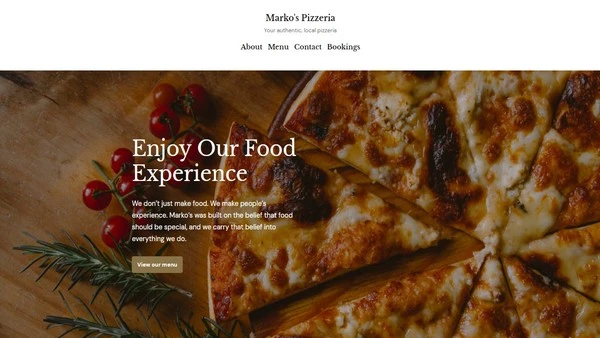 Marko's Pizzeria
Your authentic, local pizzeria
About Menu Contact Bookings
Enjoy Our Food
Experience
We don't just make food. We make people's
experience. Marko's was built on the belief that food
should be special, and we carry that belief into
everything we do.
View our menu